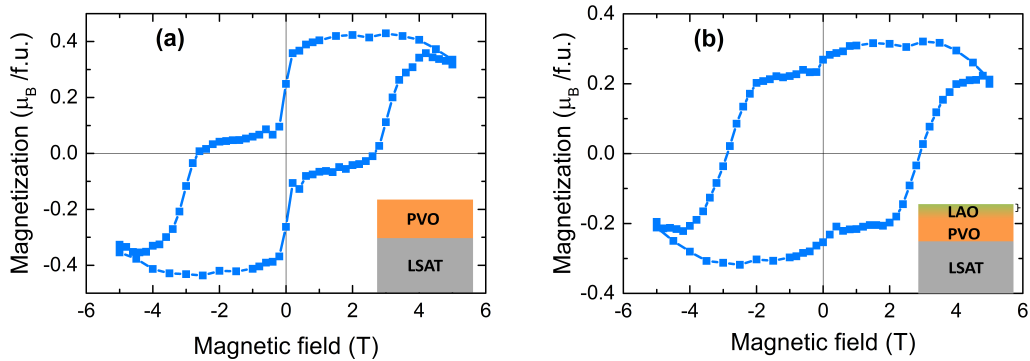 (a)
Magnetization (μB/f.u.)
0.4
0.2
0.0
-0.2
-0.4
-6 -4 -2 0 2 4 6
Magnetic field (T)
PVO
LSAT
(b)
Magnetization (μB/f.u.)
0.4
0.2
0.0
-0.2
-0.4
-6 -4 -2 0 2 4 6
Magnetic field (T)
LAO
PVO
LSAT